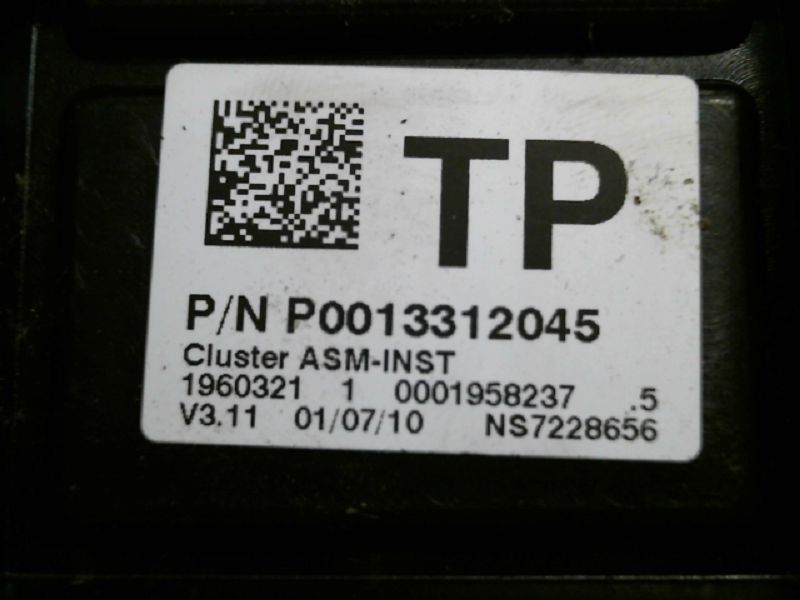 TP
P/N P0013312045
Cluster ASM-INST
1960321 1 0001958237 .5
V3.11 01/07/10 NS7228656